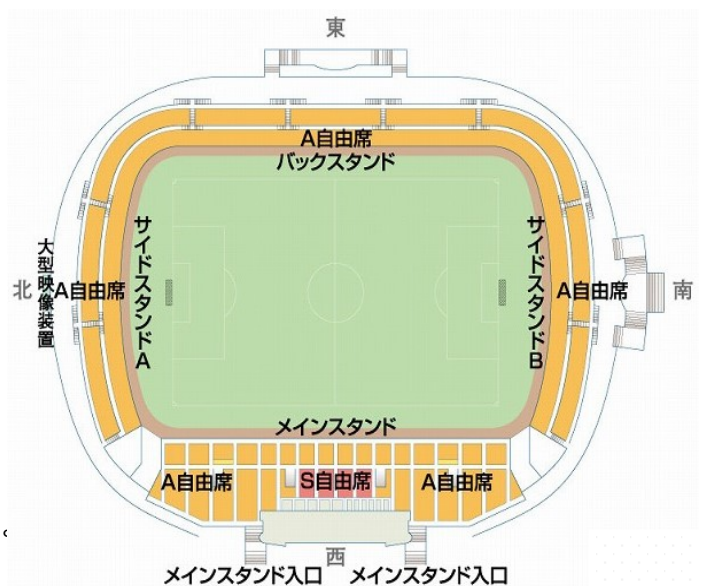 東
A自由席
バックスタンド
サイドスタンドA
サイドスタンドB
大型映像装置
北
A自由席
A自由席
南
メインスタンド
A自由席
S自由席
A自由席
西
メインスタンド入口
メインスタンド入口